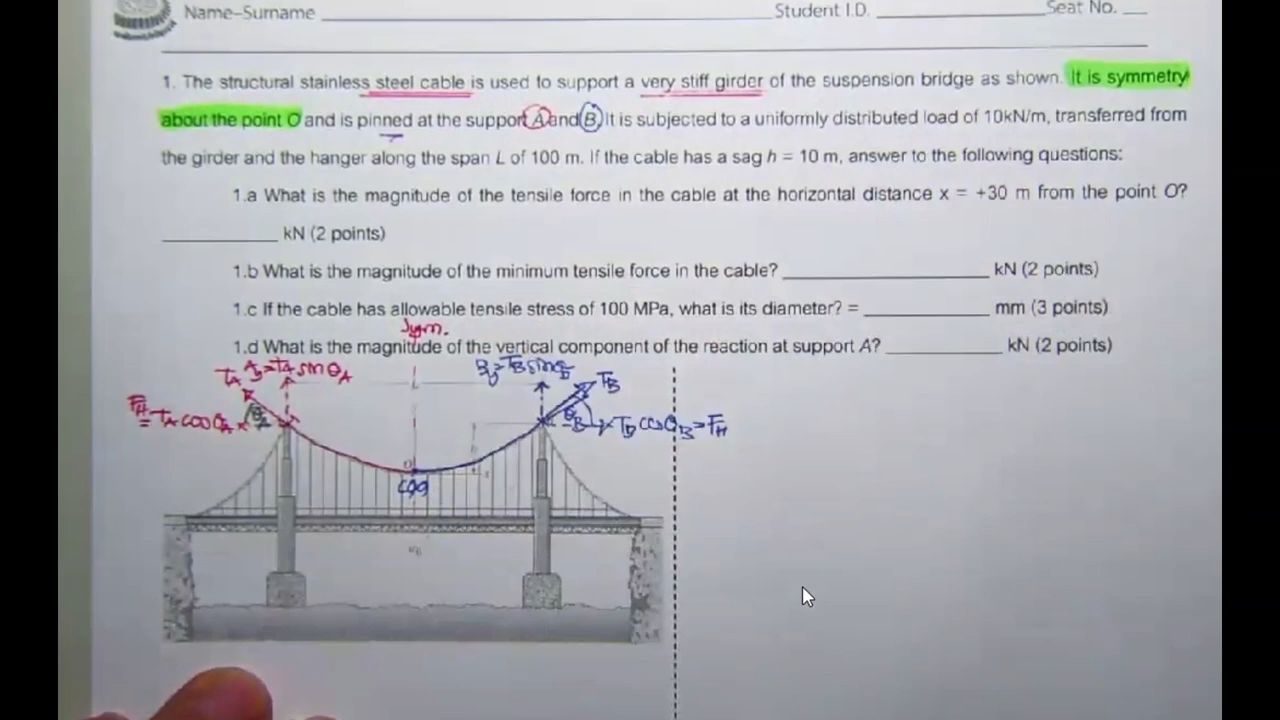 Name-Surname Student I.D. Seat No.
1. The structural stainless steel cable is used to support a very stiff girder of the suspension bridge as shown. It is symmetry
about the point O and is pinned at the support A and B. It is subjected to a uniformly distributed load of 10kN/m, transferred from
the girder and the hanger along the span L of 100 m. If the cable has a sag h = 10 m, answer to the following questions:
1.a What is the magnitude of the tensile force in the cable at the horizontal distance x = +30 m from the point O?
kN (2 points)
1.b What is the magnitude of the minimum tensile force in the cable? kN (2 points)
1.c If the cable has allowable tensile stress of 100 MPa, what is its diameter? = mm (3 points)
Sym.
1.d What is the magnitude of the vertical component of the reaction at support A? kN (2 points)
TA = TA sin θA
TB
FH = TA cos θA θA
θB TB cos θB = FH
O